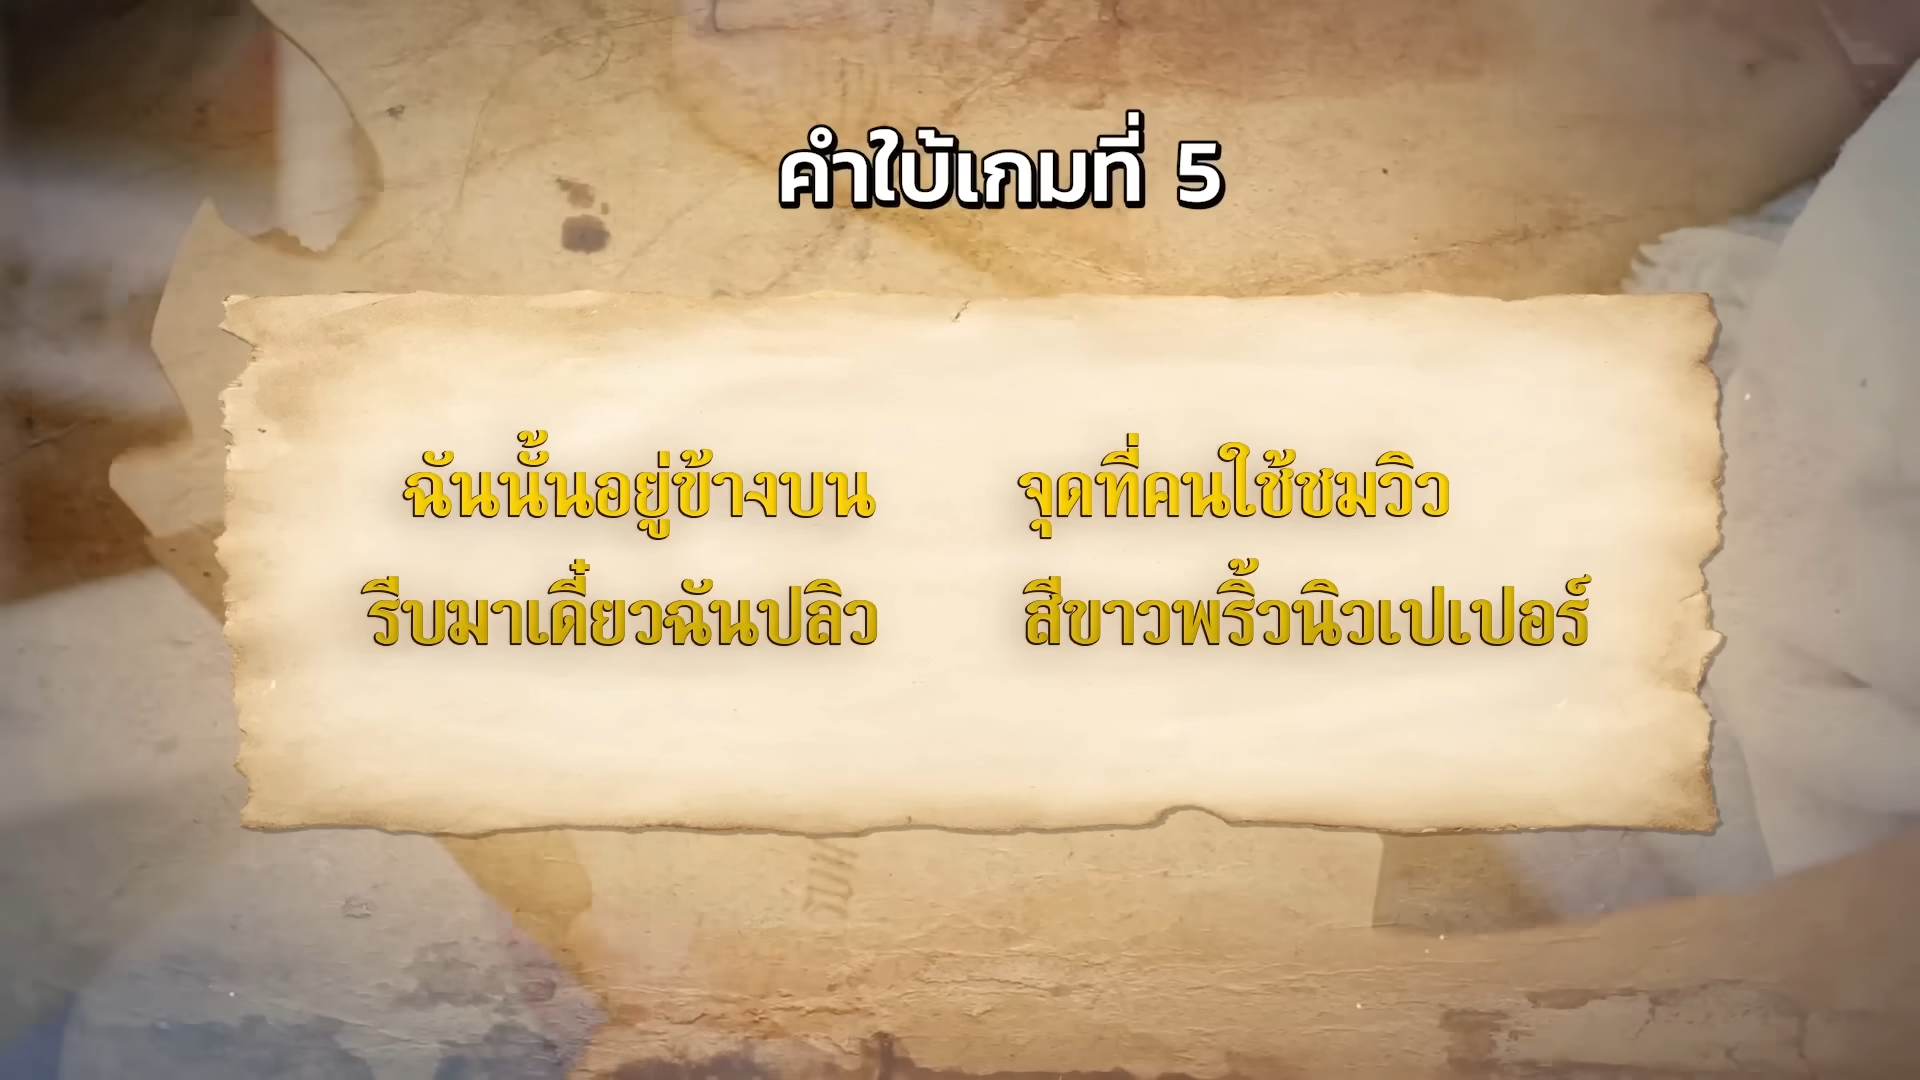 คำใบ้เกมที่ 5
ฉันนั้นอยู่ข้างบน จุดที่คนใช้ชมวิว
รีบมาเดี๋ยวฉันปลิว สีขาวพริ้วนิวเปเปอร์